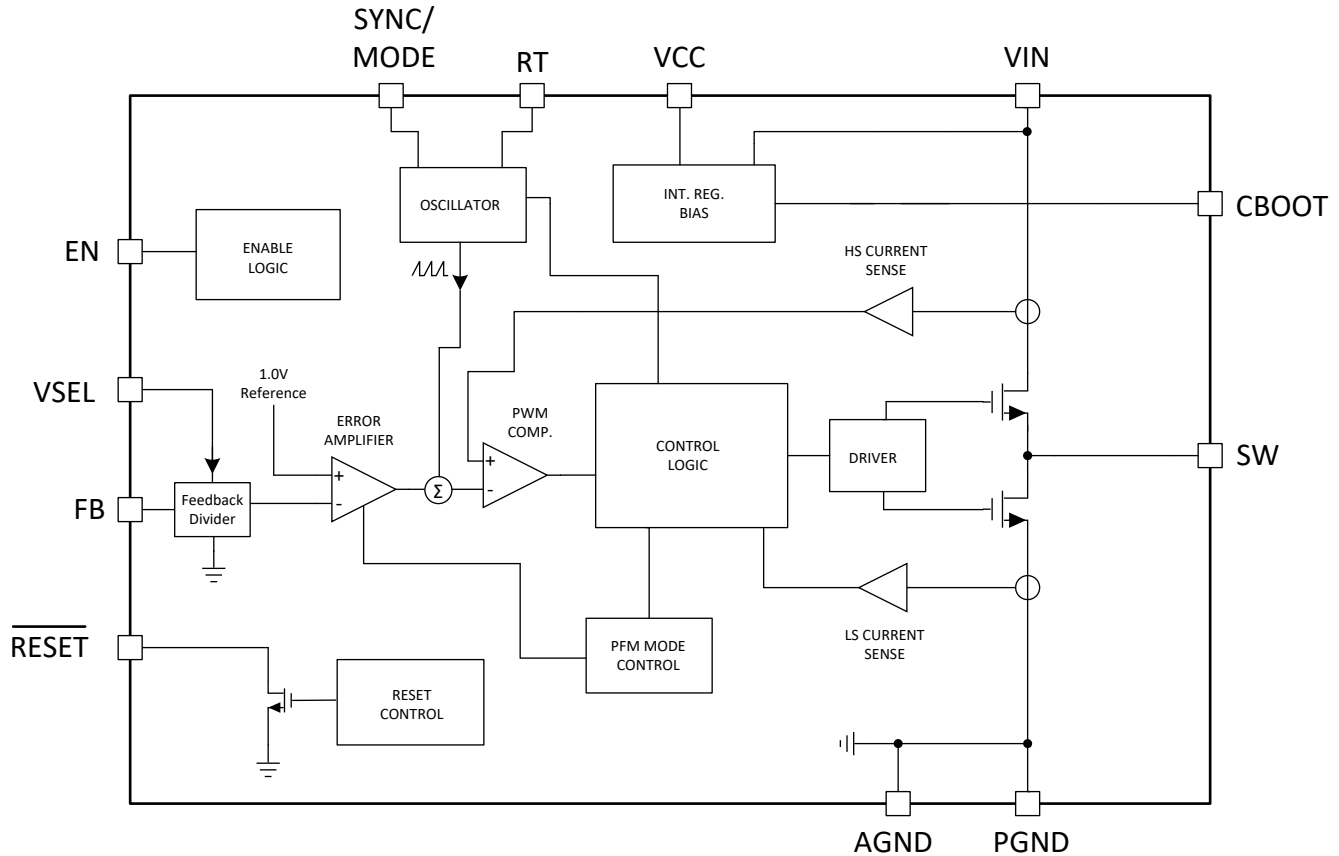 SYNC/
MODE
RT
VCC
VIN
OSCILLATOR
INT. REG.
BIAS
CBOOT
EN
ENABLE
LOGIC
HS CURRENT
SENSE
VSEL
1.0V
Reference
ERROR
AMPLIFIER
PWM
COMP.
CONTROL
LOGIC
DRIVER
SW
+
-
Σ
+
-
FB
Feedback
Divider
RESET
RESET
CONTROL
PFM MODE
CONTROL
LS CURRENT
SENSE
AGND
PGND